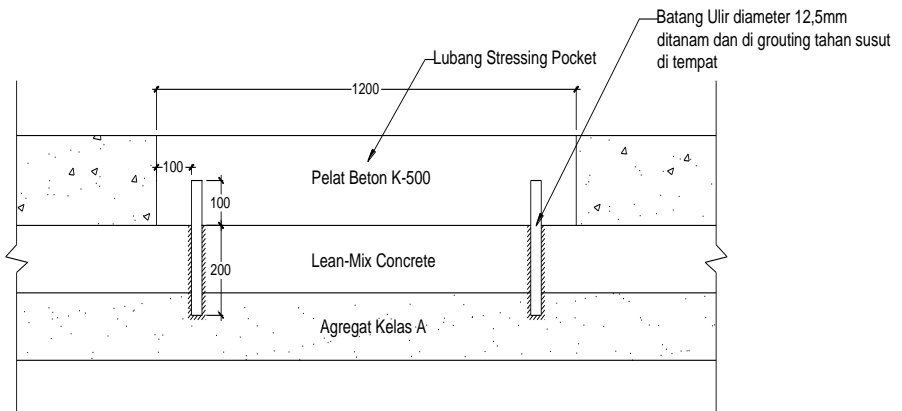 Batang Ulir diameter 12,5mm
ditanam dan di grouting tahan susut
di tempat
Lubang Stressing Pocket
1200
100
Pelat Beton K-500
100
Lean-Mix Concrete
200
Agregat Kelas A